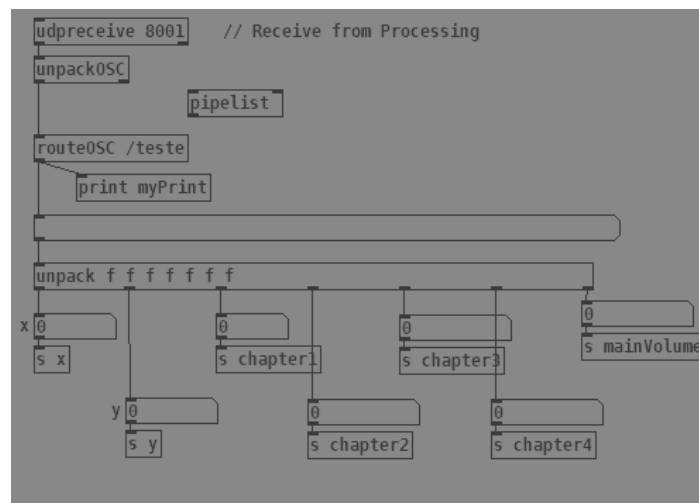 udpreceive 8001 // Receive from Processing
unpackOSC
pipelist
routeOSC /teste
print myPrint
unpack f f f f f f f
x 0
0
0
0
s x
s chapter1
s chapter3
s mainVolume
y 0
0
0
s y
s chapter2
s chapter4